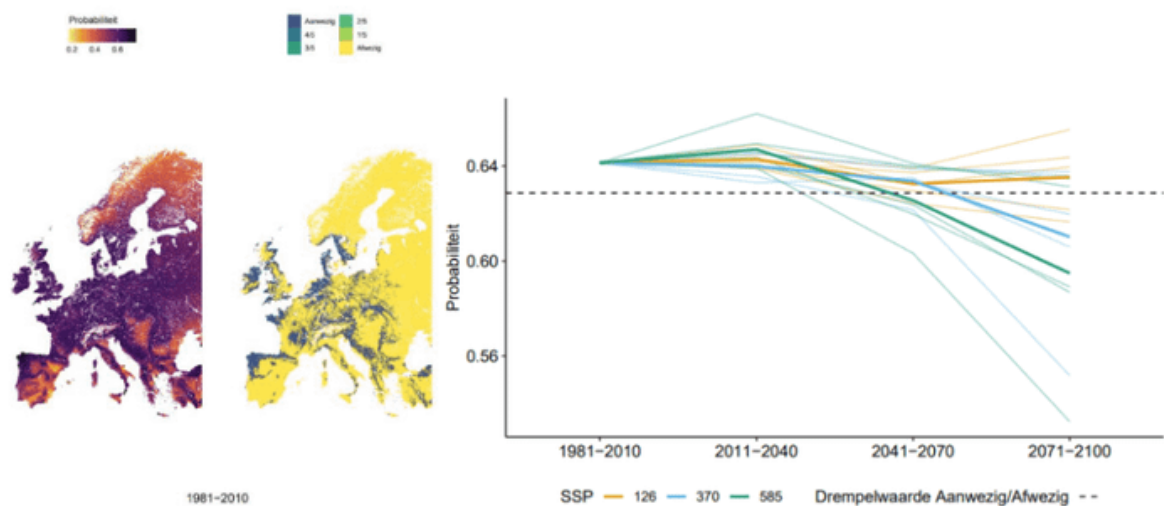 Probabiliteit
0.2 0.4 0.6
Aanwezig 2/5
4/5 1/5
3/5 Afwezig
1981–2010
Probabiliteit
0.64
0.60
0.56
1981–2010 2011–2040 2041–2070 2071–2100
SSP 126 370 585 Drempelwaarde Aanwezig/Afwezig